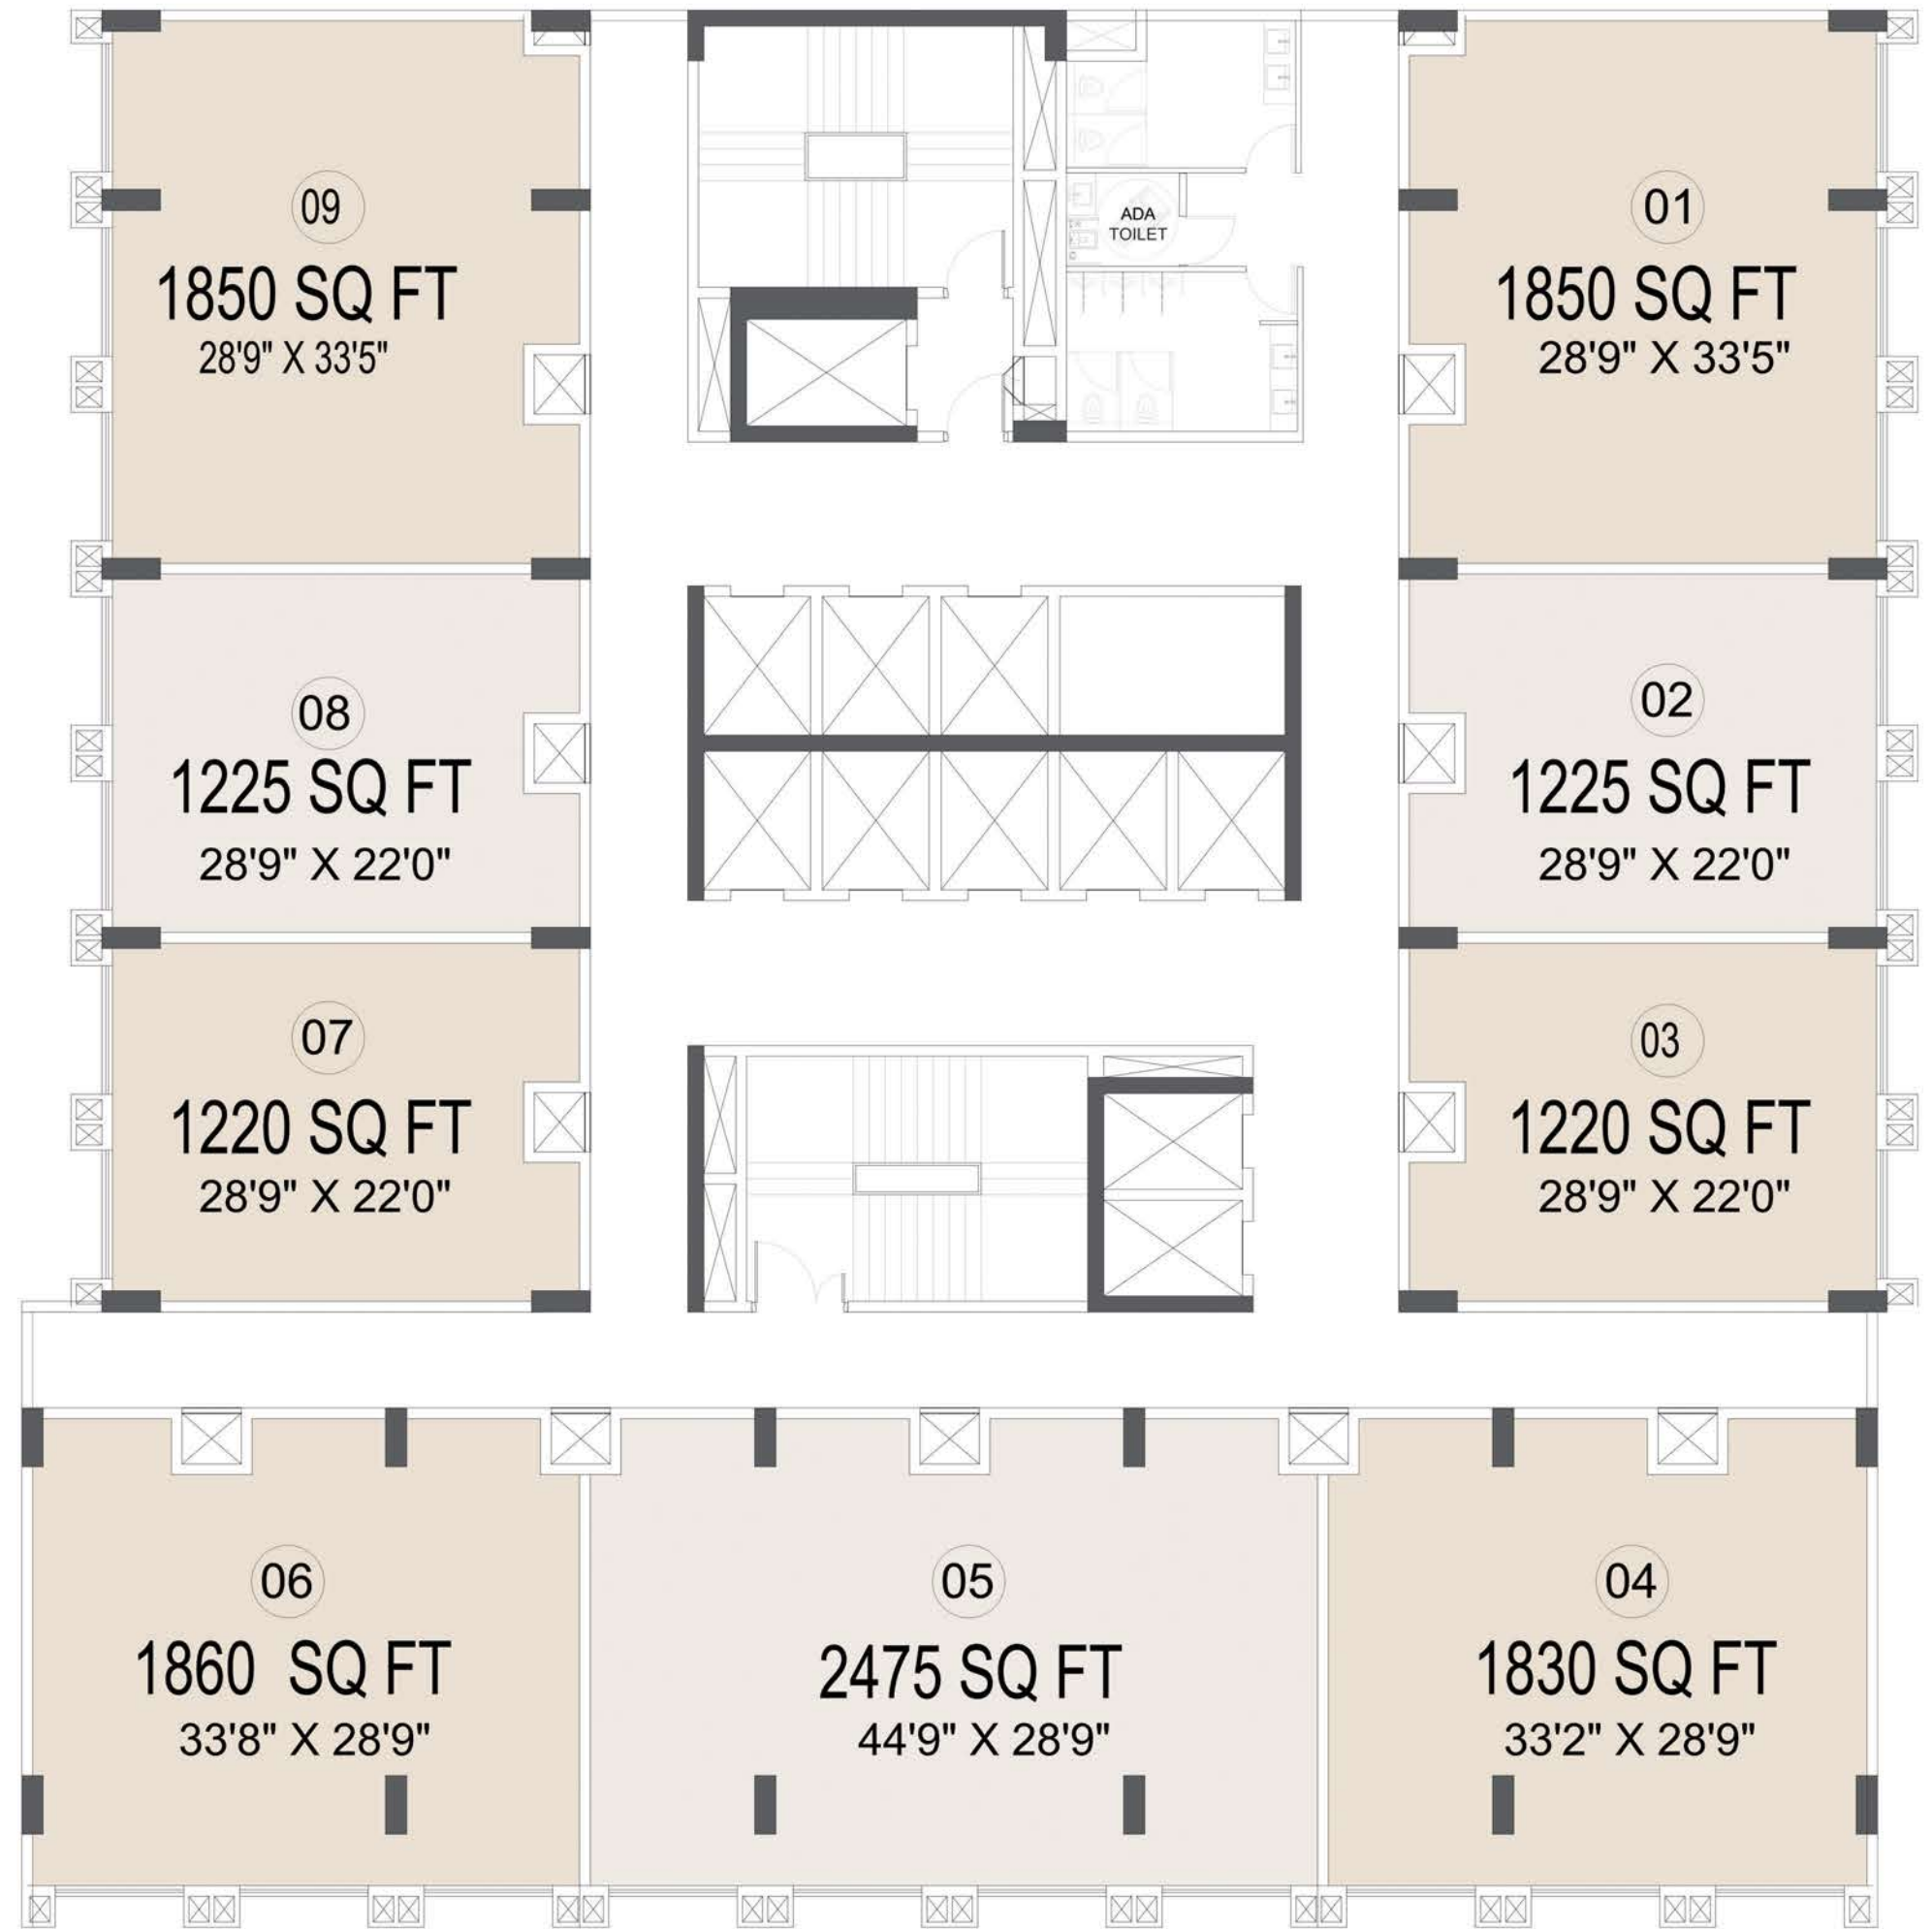 09
1850 SQ FT
28'9" X 33'5"
ADA
TOILET
01
1850 SQ FT
28'9" X 33'5"
08
1225 SQ FT
28'9" X 22'0"
02
1225 SQ FT
28'9" X 22'0"
07
1220 SQ FT
28'9" X 22'0"
03
1220 SQ FT
28'9" X 22'0"
06
1860 SQ FT
33'8" X 28'9"
05
2475 SQ FT
44'9" X 28'9"
04
1830 SQ FT
33'2" X 28'9"